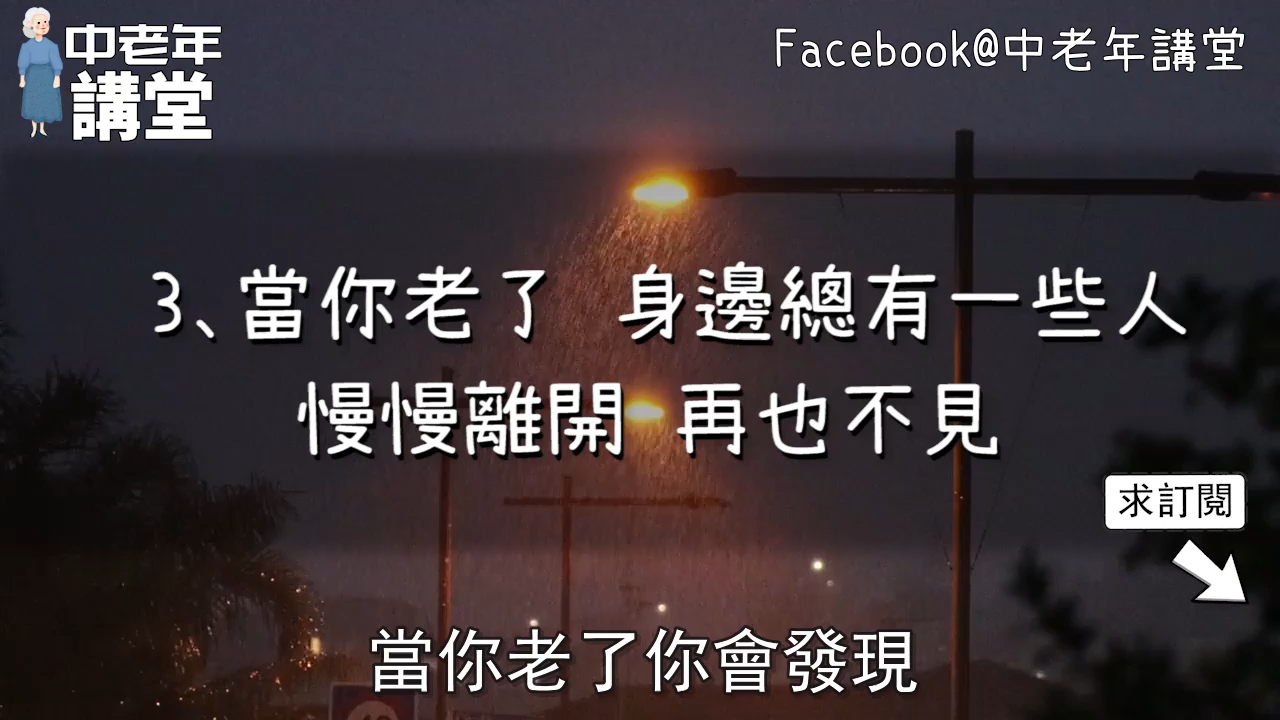 中老年
講堂
Facebook@中老年講堂
3、當你老了 身邊總有一些人
慢慢離開 再也不見
求訂閱
當你老了你會發現